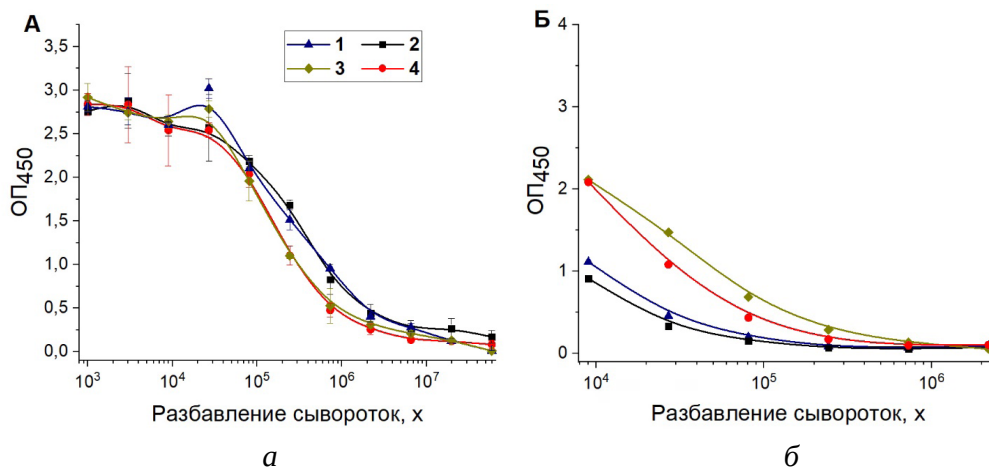 А
Б
3,5
3,0
2,5
2,0
1,5
1,0
0,5
0,0
ОП450
1 2
3 4
10³ 10⁴ 10⁵ 10⁶ 10⁷
Разбавление сывороток, х
4
3
2
1
0
ОП450
10⁴ 10⁵ 10⁶
Разбавление сывороток, х
а
б